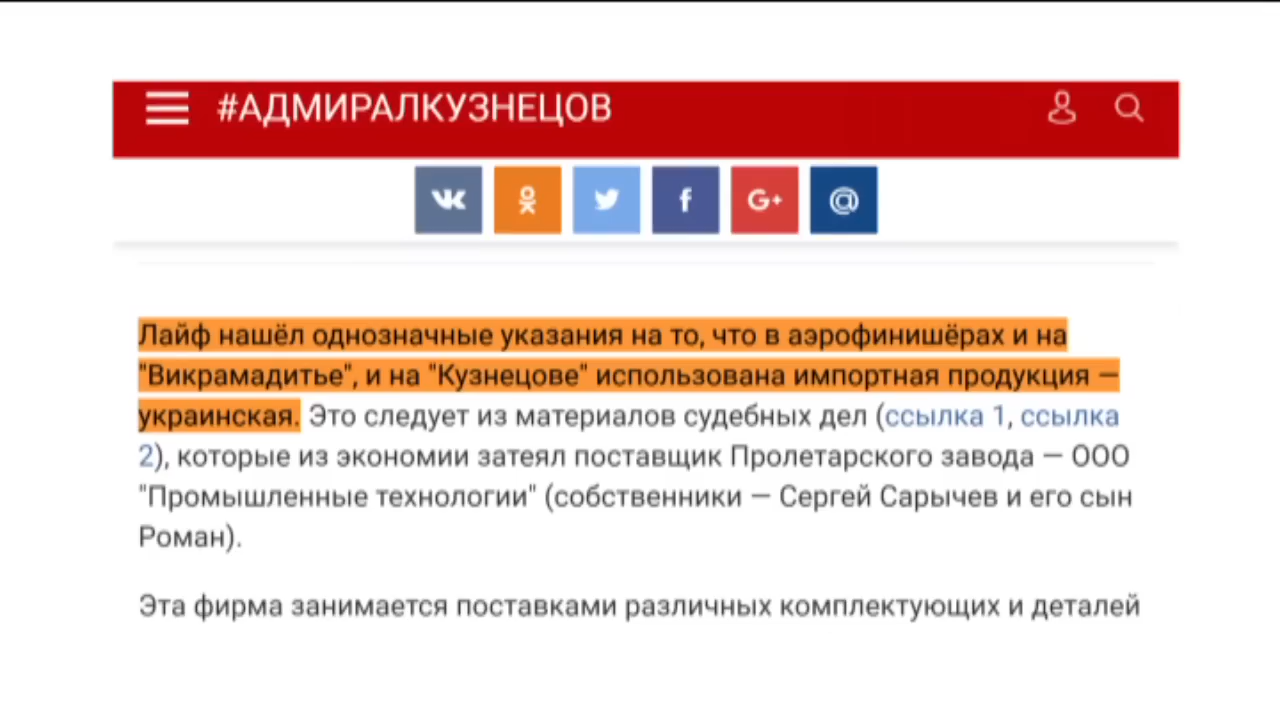 #АДМИРАЛКУЗНЕЦОВ
f G+ @
Лайф нашёл однозначные указания на то, что в аэрофинишёрах и на
"Викрамадитье", и на "Кузнецове" использована импортная продукция —
украинская. Это следует из материалов судебных дел (ссылка 1, ссылка
2), которые из экономии затеял поставщик Пролетарского завода — ООО
"Промышленные технологии" (собственники — Сергей Сарычев и его сын
Роман).
Эта фирма занимается поставками различных комплектующих и деталей